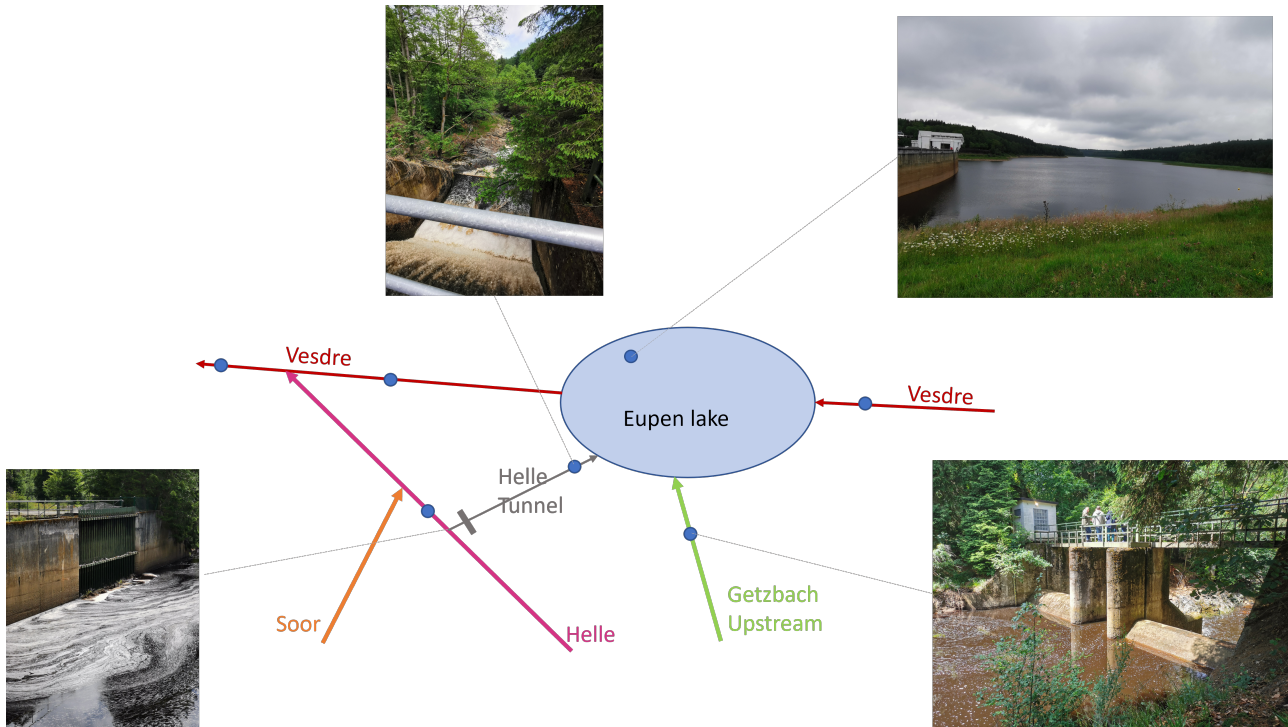 Vesdre
Vesdre
Eupen lake
Helle
Tunnel
Getzbach
Upstream
Soor
Helle